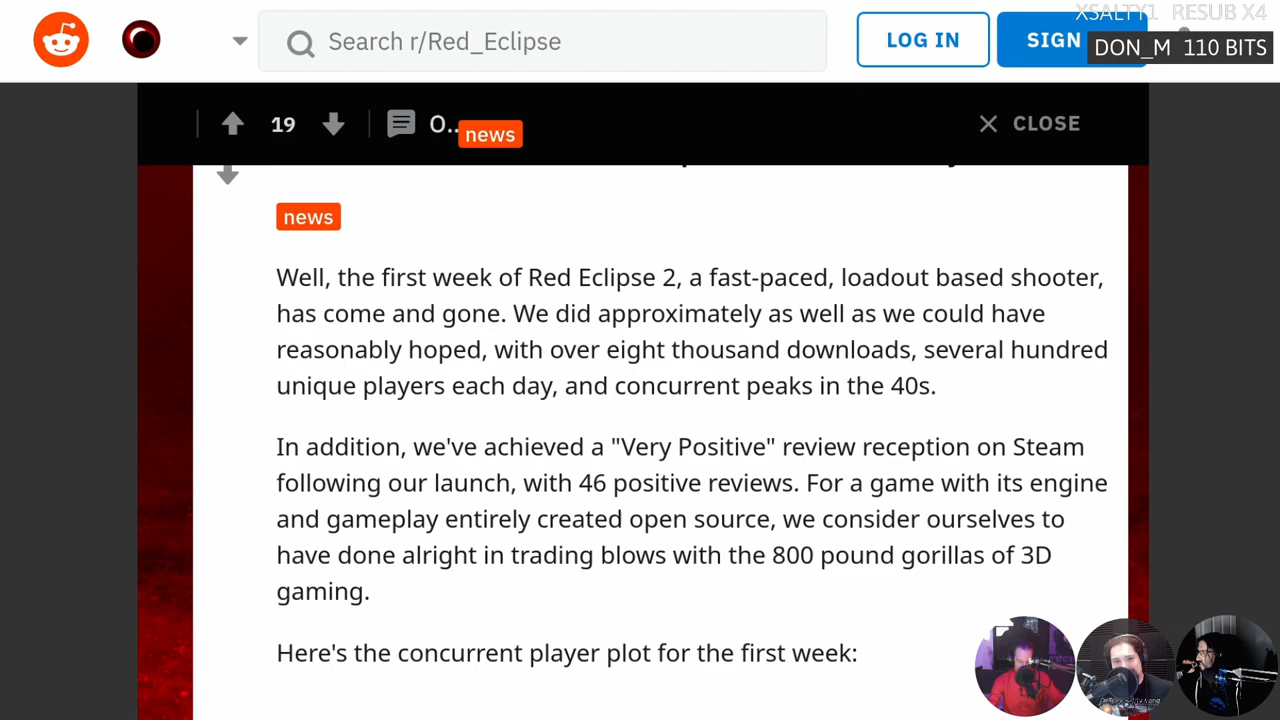 XSALTY1 RESUB X4
Search r/Red_Eclipse
LOG IN
SIGN
DON_M 110 BITS
19
O..
news
CLOSE
news
Well, the first week of Red Eclipse 2, a fast-paced, loadout based shooter,
has come and gone. We did approximately as well as we could have
reasonably hoped, with over eight thousand downloads, several hundred
unique players each day, and concurrent peaks in the 40s.
In addition, we've achieved a "Very Positive" review reception on Steam
following our launch, with 46 positive reviews. For a game with its engine
and gameplay entirely created open source, we consider ourselves to
have done alright in trading blows with the 800 pound gorillas of 3D
gaming.
Here's the concurrent player plot for the first week: